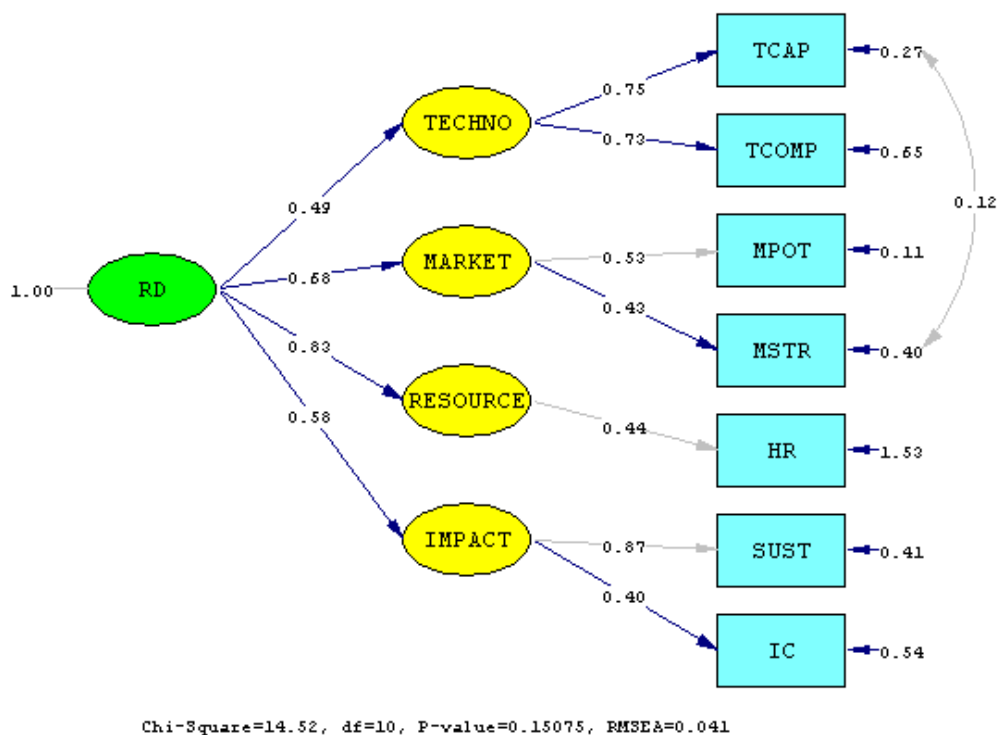 TCAP
0.27
0.75
TECHNO
0.73
TCOMP
0.65
0.49
0.12
MARKET
0.53
MPOT
0.11
0.68
1.00
RD
0.43
0.83
MSTR
0.40
RESOURCE
0.58
0.44
HR
1.53
IMPACT
0.87
SUST
0.41
0.40
IC
0.54
Chi-Square=14.52, df=10, P-value=0.15075, RMSEA=0.041